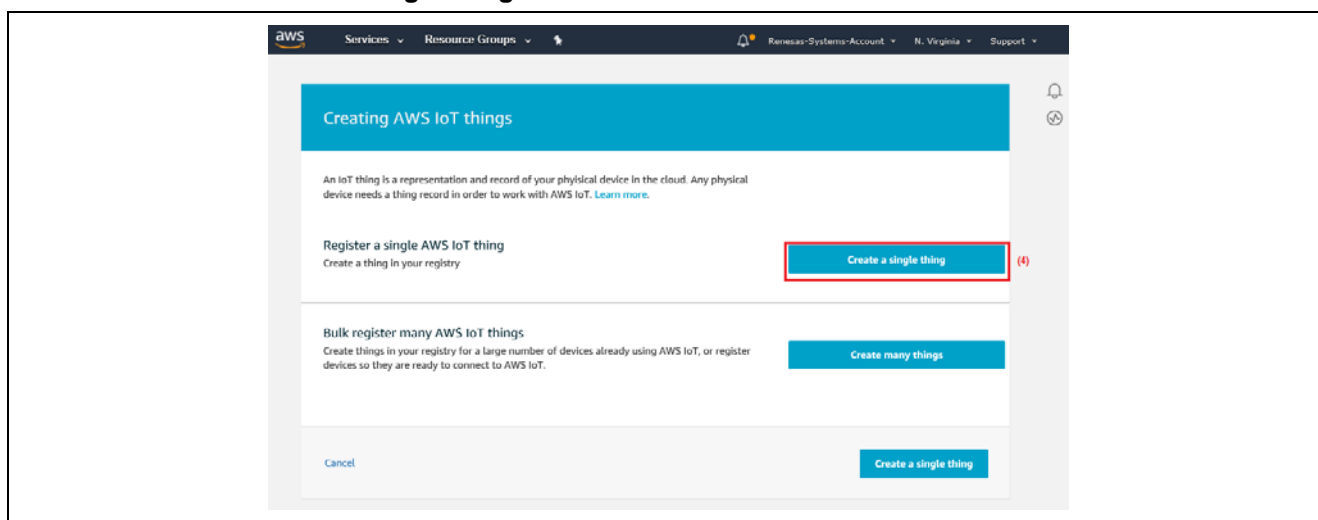 aws Services Resource Groups Renesas-Systems-Account N. Virginia Support
Creating AWS IoT things
An IoT thing is a representation and record of your phyisical device in the cloud. Any physical
device needs a thing record in order to work with AWS IoT. Learn more.
Register a single AWS IoT thing
Create a thing in your registry
Create a single thing (4)
Bulk register many AWS IoT things
Create things in your registry for a large number of devices already using AWS IoT, or register
devices so they are ready to connect to AWS IoT.
Create many things
Cancel
Create a single thing